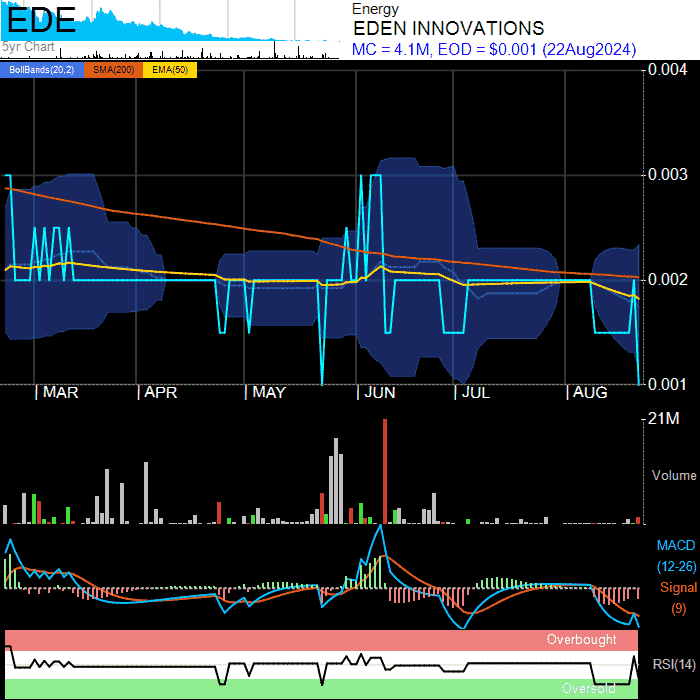 EDE
5yr Chart
Energy
EDEN INNOVATIONS
MC = 4.1M, EOD = $0.001 (22Aug2024)
BollBands(20,2) SMA(200) EMA(50)
0.004
0.003
0.002
0.001
MAR APR MAY JUN JUL AUG
21M
Volume
MACD
(12-26)
Signal
(9)
Overbought
RSI(14)
Oversold